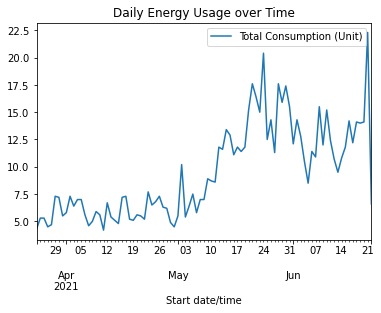 Daily Energy Usage over Time
Total Consumption (Unit)
22.5
20.0
17.5
15.0
12.5
10.0
7.5
5.0
29 05 12 19 26 03 10 17 24 31 07 14 21
Apr May Jun
2021
Start date/time